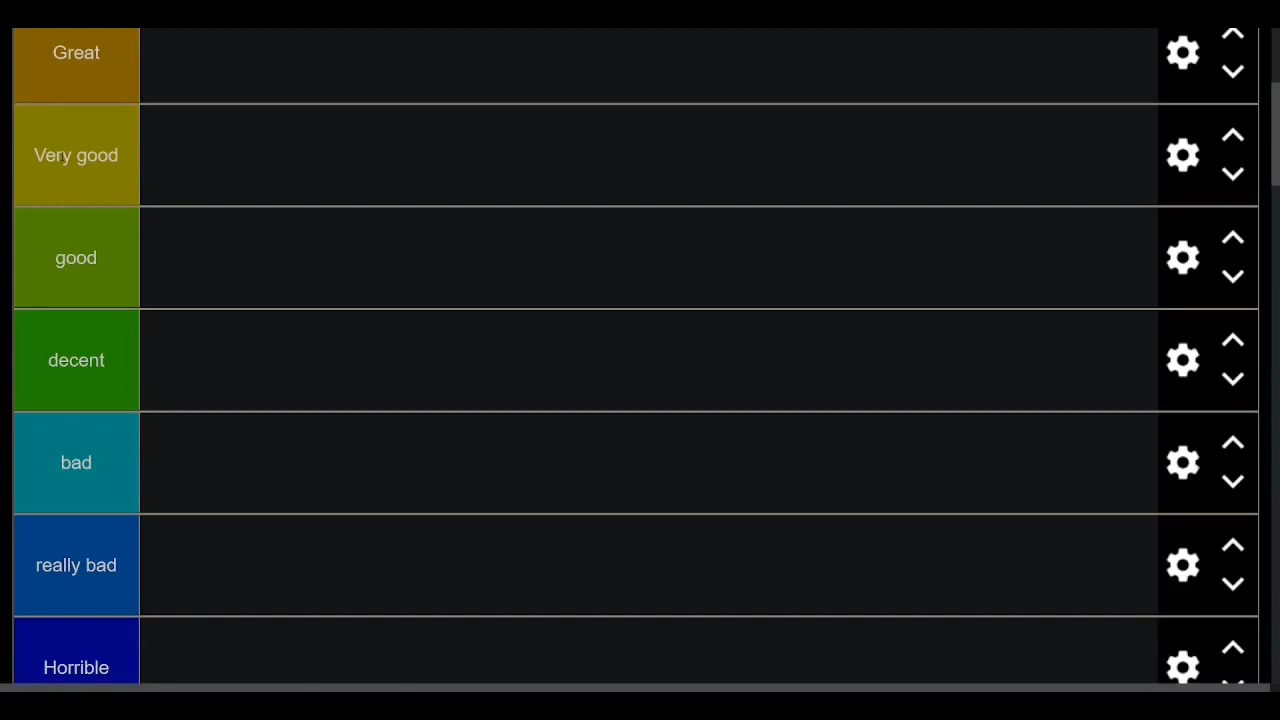 Great
Very good
good
decent
bad
really bad
Horrible